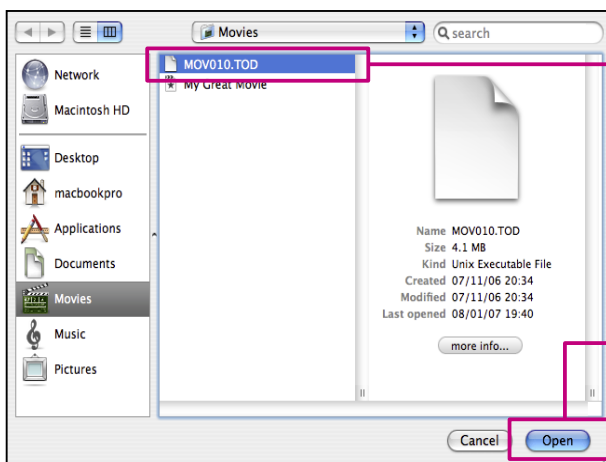 Movies
search
Network
Macintosh HD
Desktop
macbookpro
Applications
Documents
Movies
Music
Pictures
MOV010.TOD
My Great Movie
Name MOV010.TOD
Size 4.1 MB
Kind Unix Executable File
Created 07/11/06 20:34
Modified 07/11/06 20:34
Last opened 08/01/07 19:40
more info...
Cancel
Open